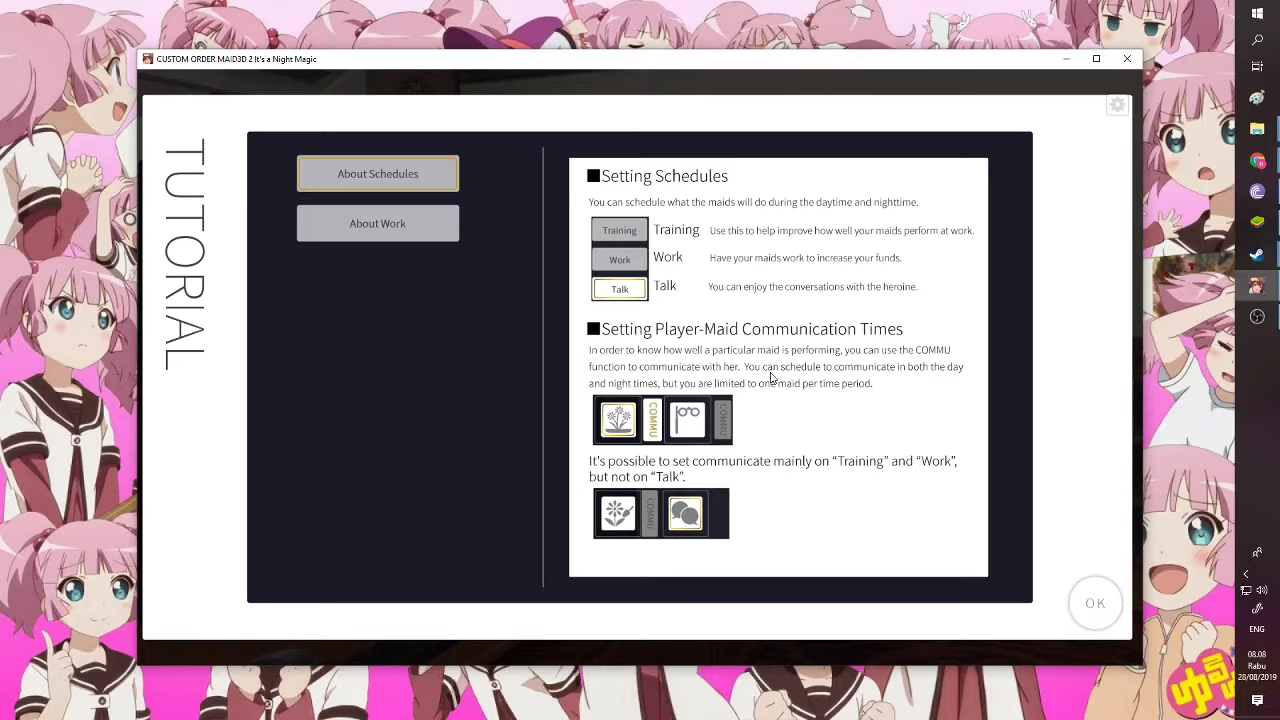 CUSTOM ORDER MAID3D 2 It's a Night Magic
TUTORIAL
About Schedules
About Work
■Setting Schedules
You can schedule what the maids will do during the daytime and nighttime.
Training Training Use this to help improve how well your maids perform at work.
Work Work Have your maids work to increase your funds.
Talk Talk You can enjoy the conversations with the heroine.
■Setting Player-Maid Communication Times
In order to know how well a particular maid is performing, you can use the COMMU
function to communicate with her. You can schedule to communicate in both the day
and night times, but you are limited to one maid per time period.
COMMU COMMU
It's possible to set communicate mainly on “Training” and “Work”,
but not on “Talk”.
COMMU
OK
ENG
08.08
Rabu
28/08/2019